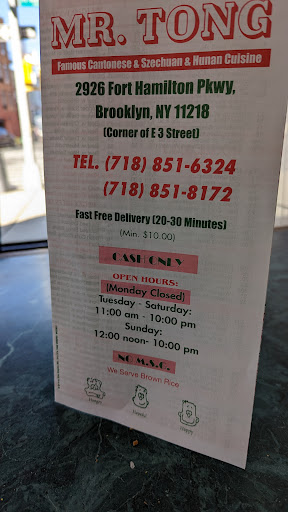 MR. TONG
Famous Cantonese & Szechuan & Hunan Cuisine
2926 Fort Hamilton Pkwy,
Brooklyn, NY 11218
(Corner of E 3 Street)
TEL. (718) 851-6324
(718) 851-8172
Fast Free Delivery (20-30 Minutes)
(Min. $10.00)
CASH ONLY
OPEN HOURS:
(Monday Closed)
Tuesday - Saturday:
11:00 am - 10:00 pm
Sunday:
12:00 noon- 10:00 pm
NO M.S.G.
We Serve Brown Rice